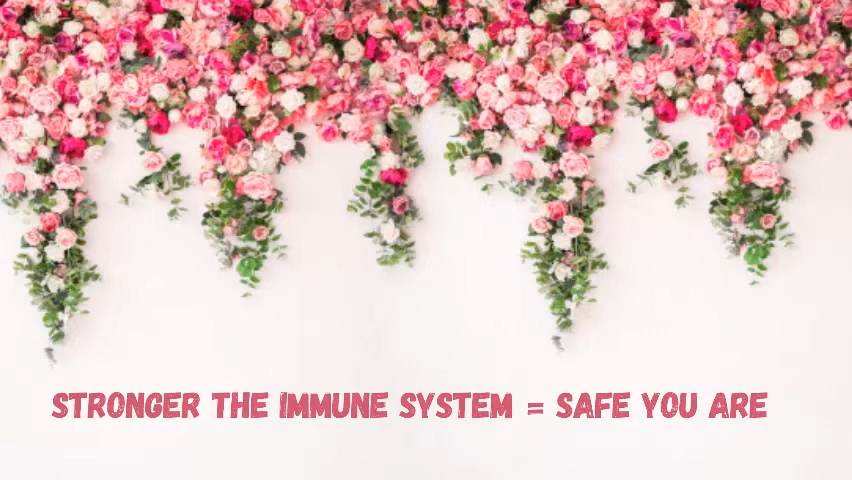 STRONGER THE IMMUNE SYSTEM = SAFE YOU ARE